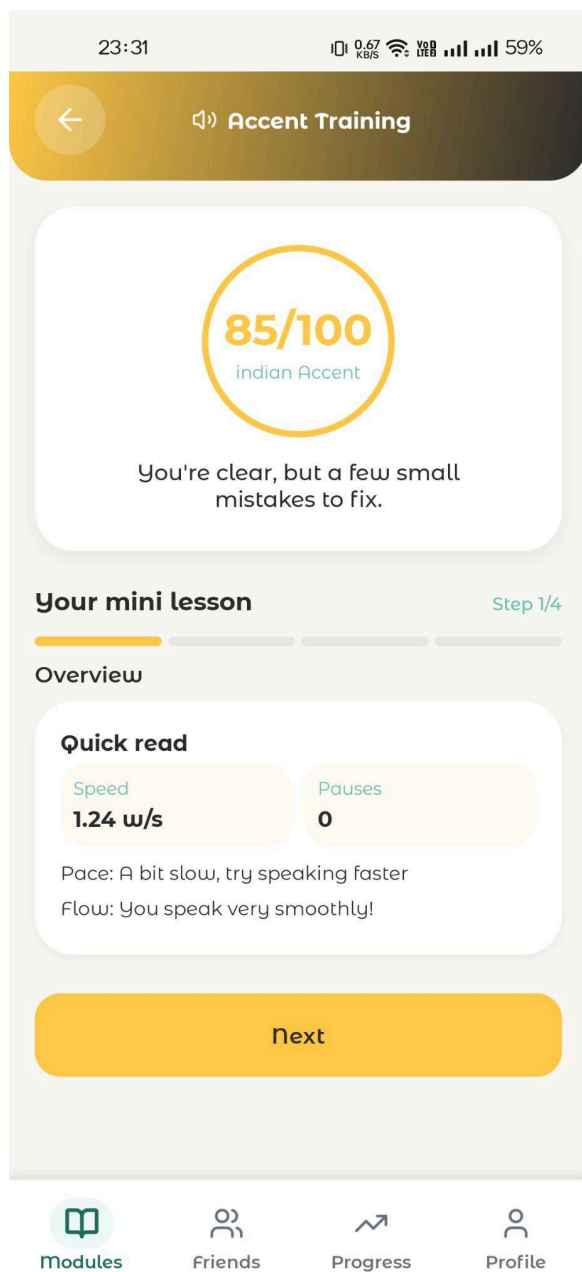 23:31
0.67 KB/S VoD LTEB 59%
Accent Training
85/100
indian Accent
You're clear, but a few small
mistakes to fix.
Your mini lesson Step 1/4
Overview
Quick read
Speed Pauses
1.24 w/s 0
Pace: A bit slow, try speaking faster
Flow: You speak very smoothly!
Next
Modules Friends Progress Profile